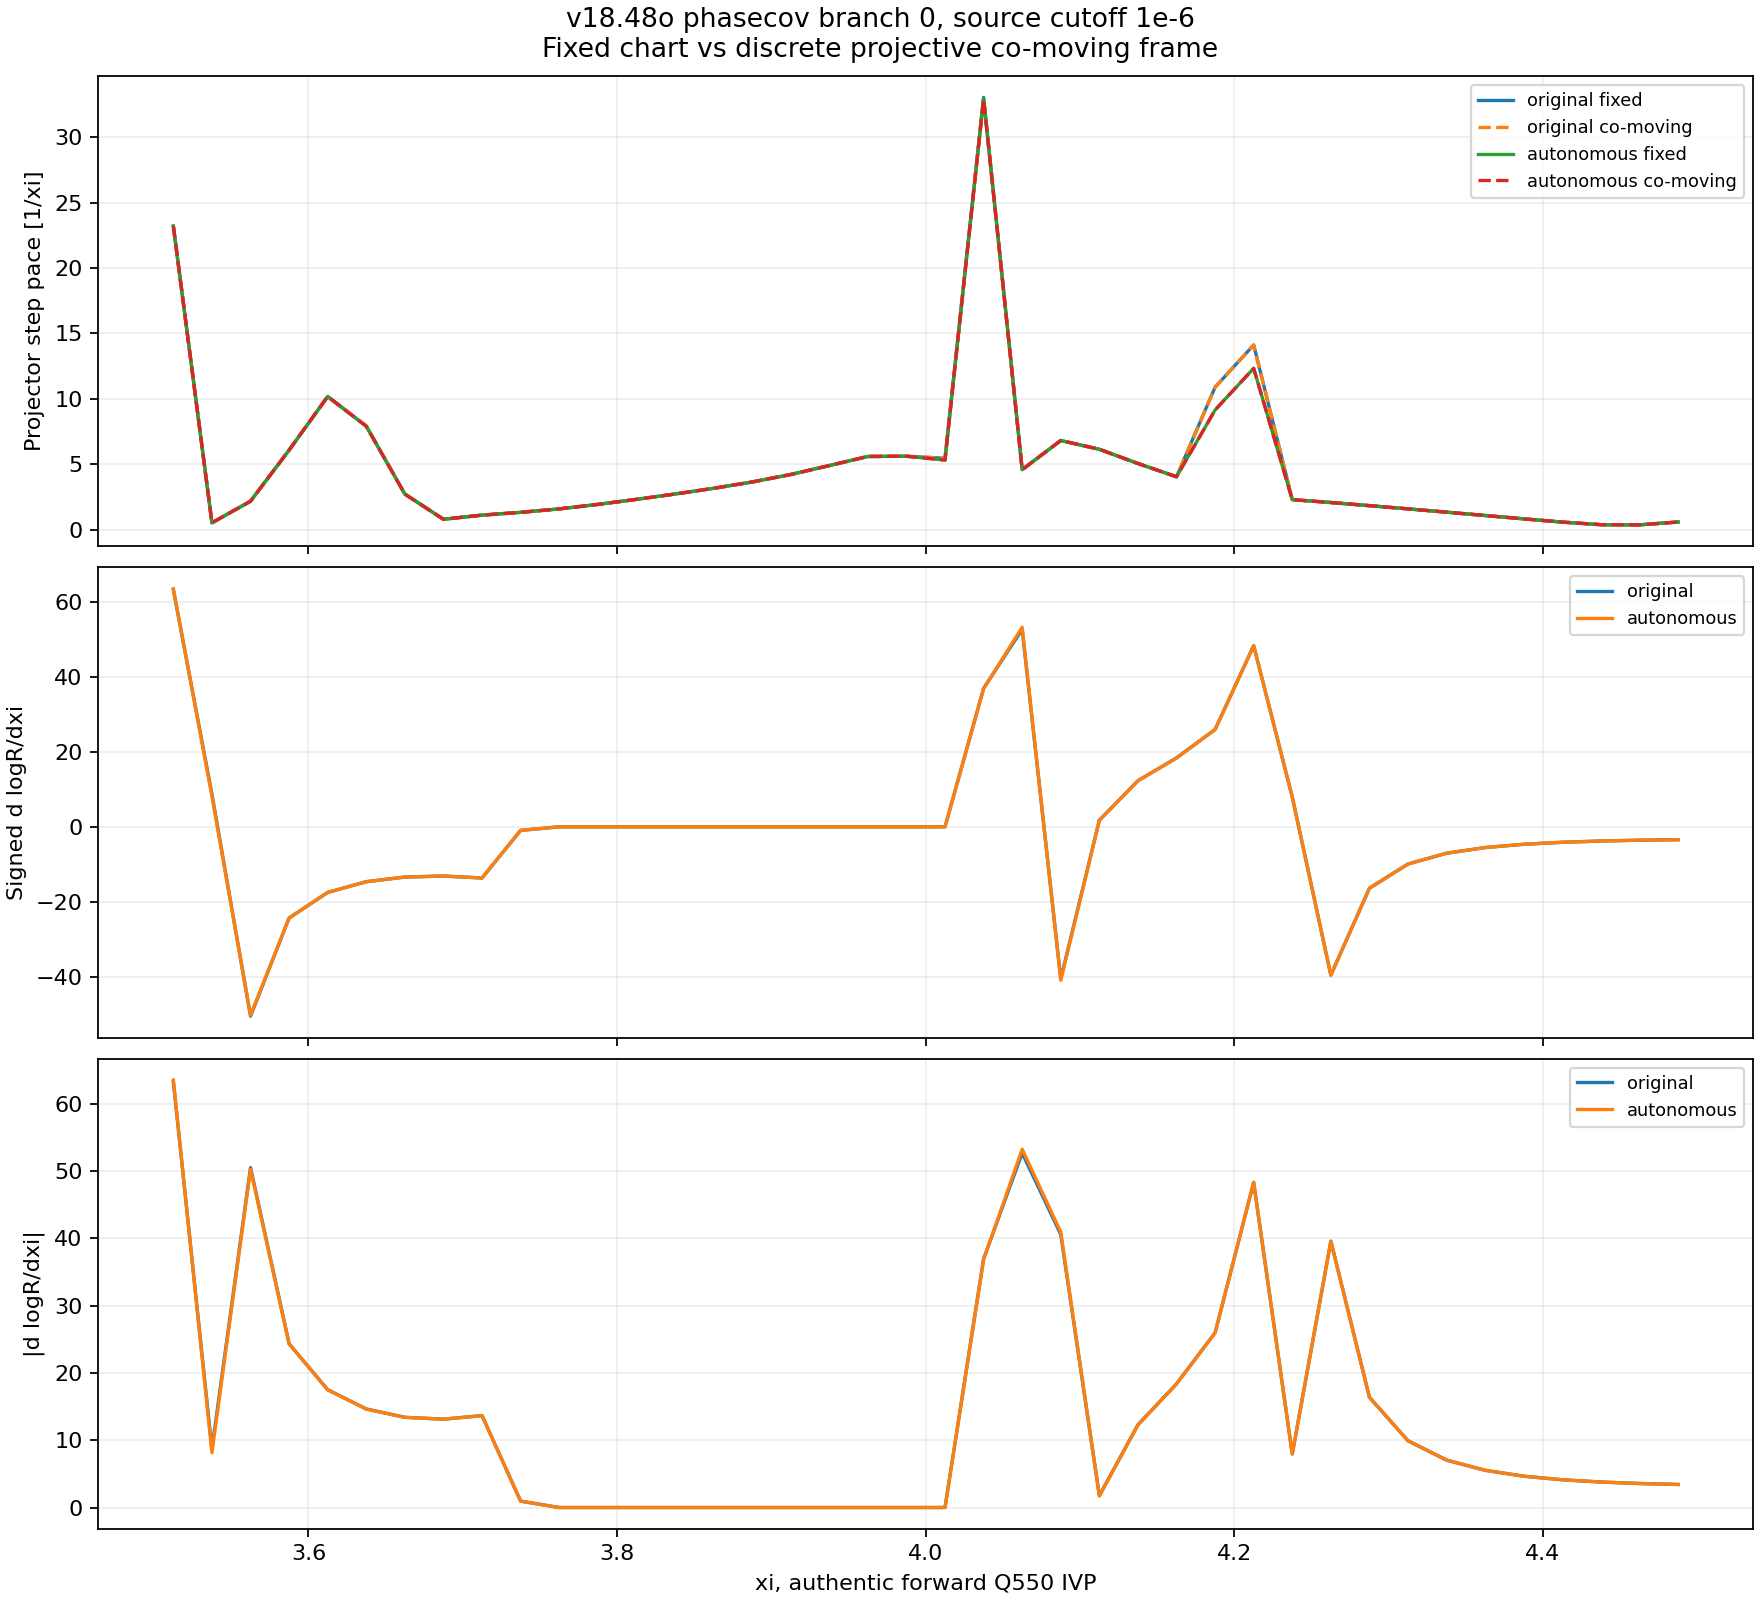 v18.48o phasecov branch 0, source cutoff 1e-6
Fixed chart vs discrete projective co-moving frame
Projector step pace [1/xi]
30
25
20
15
10
5
0
original fixed
original co-moving
autonomous fixed
autonomous co-moving
Signed d logR/dxi
60
40
20
0
−20
−40
original
autonomous
|d logR/dxi|
60
50
40
30
20
10
0
original
autonomous
3.6
3.8
4.0
4.2
4.4
xi, authentic forward Q550 IVP